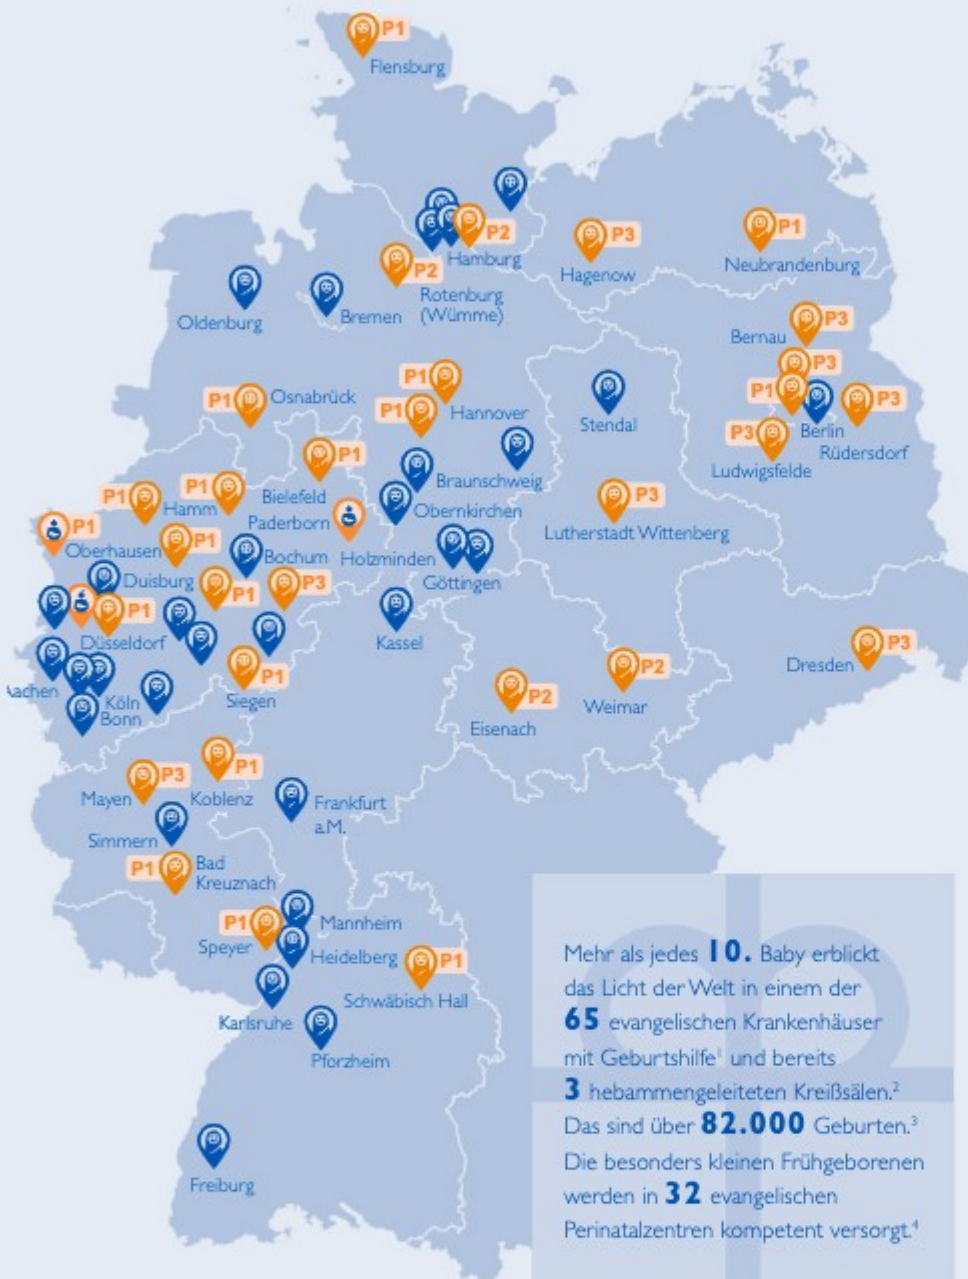 P1
Flensburg
P2
Hamburg
P3
Hagenow
P1
Neubrandenburg
P2
Rotenburg
(Wümme)
Oldenburg
Bremen
P3
Bernau
P3
P1
Berlin
P3
Rüdersdorf
P3
Ludwigsfelde
P1
Osnabrück
P1
P1
Hannover
Stendal
P1
Bielefeld
Braunschweig
P1
P1
Hamm
Paderborn
Obernkirchen
P3
Lutherstadt Wittenberg
P1
Oberhausen
P1
Bochum
Holzminden
Göttingen
Duisburg
P1
P3
P1
Düsseldorf
Kassel
P3
Dresden
Aachen
Köln
Bonn
P1
Siegen
P2
Eisenach
P2
Weimar
P3
Mayen
P1
Koblenz
Frankfurt
a.M.
Simmern
P1
Bad
Kreuznach
P1
Speyer
Mannheim
Heidelberg
P1
Schwäbisch Hall
Karlsruhe
Pforzheim
Freiburg
Mehr als jedes 10. Baby erblickt
das Licht der Welt in einem der
65 evangelischen Krankenhäuser
mit Geburtshilfe¹ und bereits
3 hebammengeleiteten Kreißsälen.²
Das sind über 82.000 Geburten.³
Die besonders kleinen Frühgeborenen
werden in 32 evangelischen
Perinatalzentren kompetent versorgt.⁴